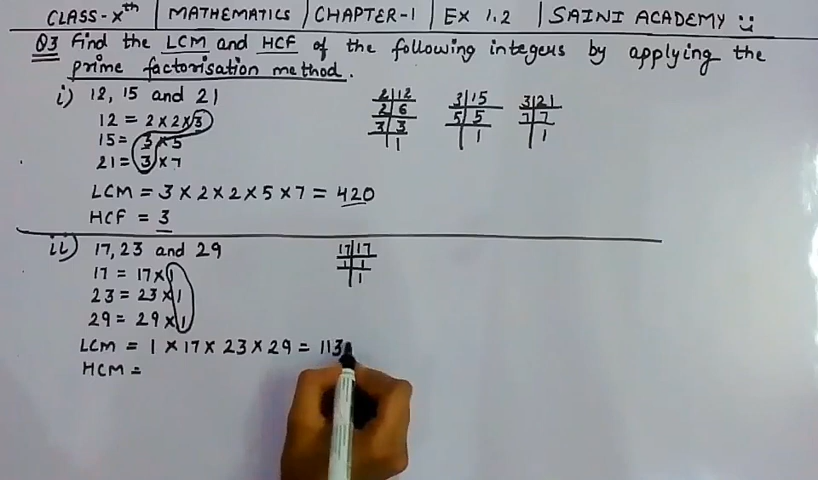 CLASS-Xth | MATHEMATICS | CHAPTER-1 | EX 1.2 | SAINI ACADEMY
Q3 Find the LCM and HCF of the following integers by applying the
prime factorisation method.
i) 12, 15 and 21
12 = 2 × 2 × 3
15 = 3 × 5
21 = 3 × 7
2 | 12
2 | 6
3 | 3
1
3 | 15
5 | 5
1
3 | 21
7 | 7
1
LCM = 3 × 2 × 2 × 5 × 7 = 420
HCF = 3
ii) 17, 23 and 29
17 = 17 × 1
23 = 23 × 1
29 = 29 × 1
17 | 17
1 | 1
1
LCM = 1 × 17 × 23 × 29 = 113
HCM =